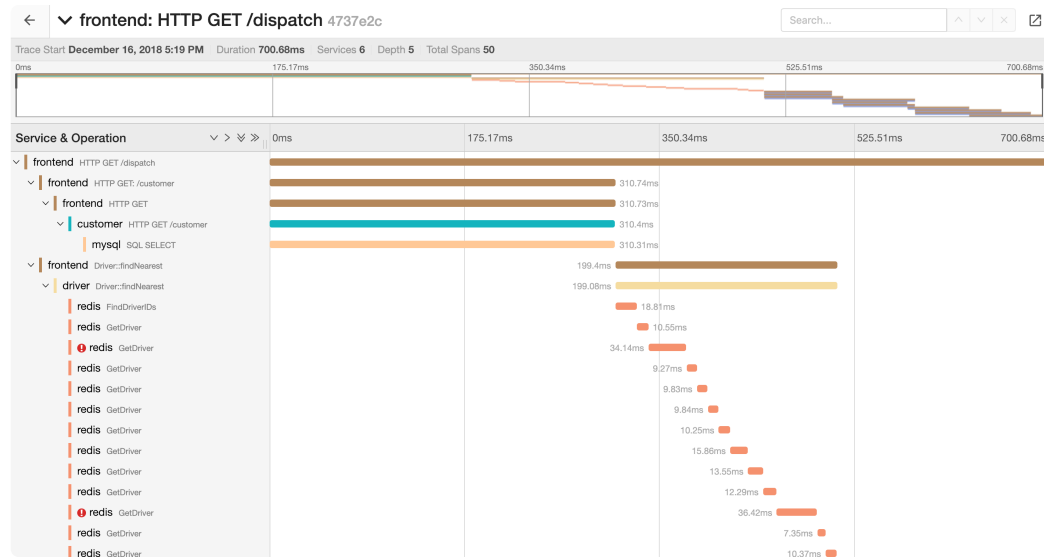 frontend: HTTP GET /dispatch 4737e2c
Search...
Trace Start December 16, 2018 5:19 PM Duration 700.68ms Services 6 Depth 5 Total Spans 50
0ms 175.17ms 350.34ms 525.51ms 700.68ms
Service & Operation 0ms 175.17ms 350.34ms 525.51ms 700.68ms
frontend HTTP GET /dispatch
frontend HTTP GET: /customer 310.74ms
frontend HTTP GET 310.73ms
customer HTTP GET /customer 310.4ms
mysql SQL SELECT 310.31ms
frontend Driver::findNearest 199.4ms
driver Driver::findNearest 199.08ms
redis FindDriverIDs 18.81ms
redis GetDriver 10.55ms
redis GetDriver 34.14ms
redis GetDriver 9.27ms
redis GetDriver 9.83ms
redis GetDriver 9.84ms
redis GetDriver 10.25ms
redis GetDriver 15.86ms
redis GetDriver 13.55ms
redis GetDriver 12.29ms
redis GetDriver 36.42ms
redis GetDriver 7.35ms
redis GetDriver 10.37ms